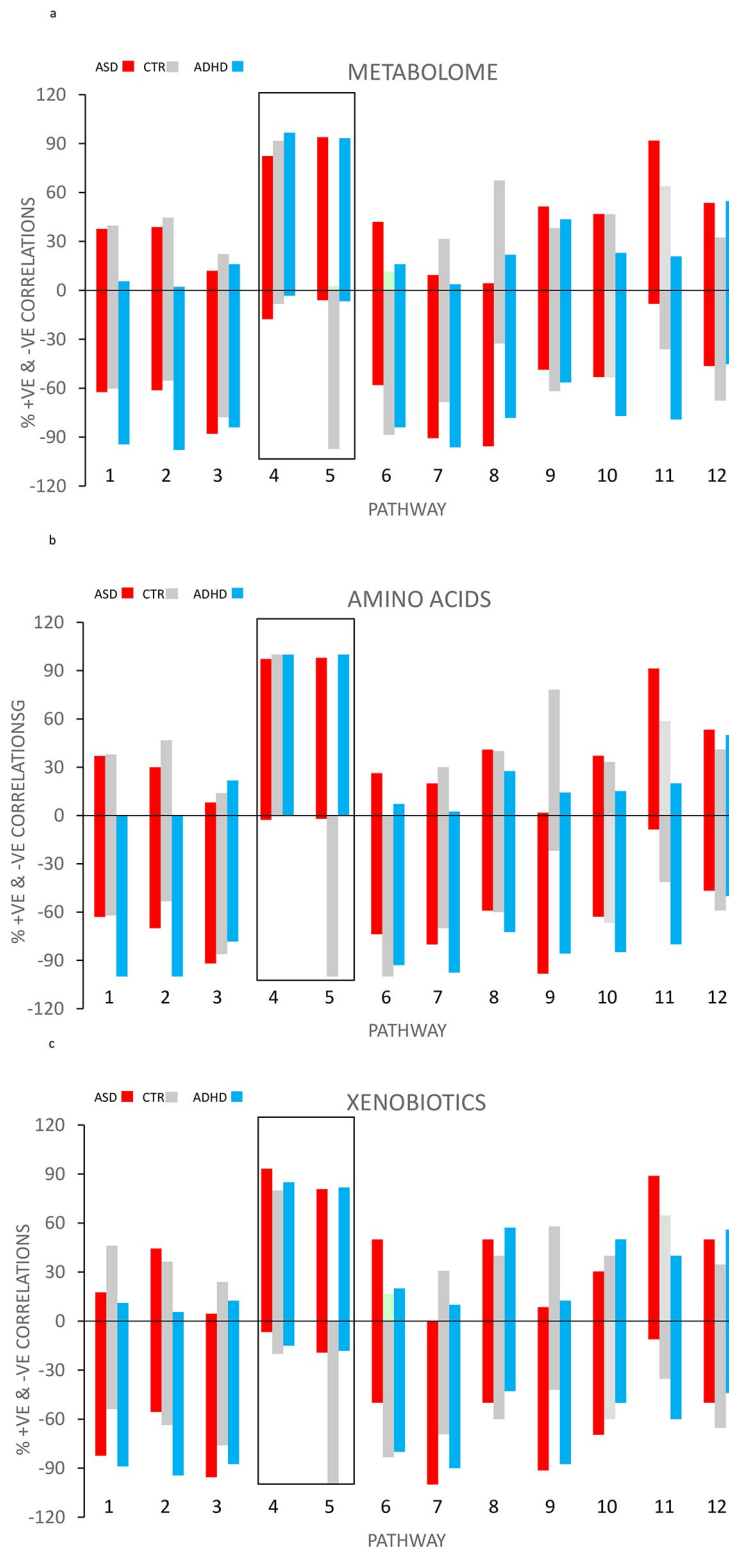 a
ASD CTR ADHD
METABOLOME
% +VE & -VE CORRELATIONS
120
90
60
30
0
-30
-60
-90
-120
1 2 3 4 5 6 7 8 9 10 11 12
PATHWAY
b
ASD CTR ADHD
AMINO ACIDS
% +VE & -VE CORRELATIONSG
120
90
60
30
0
-30
-60
-90
-120
1 2 3 4 5 6 7 8 9 10 11 12
PATHWAY
c
ASD CTR ADHD
XENOBIOTICS
% +VE & -VE CORRELATIONS
120
90
60
30
0
-30
-60
-90
-120
1 2 3 4 5 6 7 8 9 10 11 12
PATHWAY